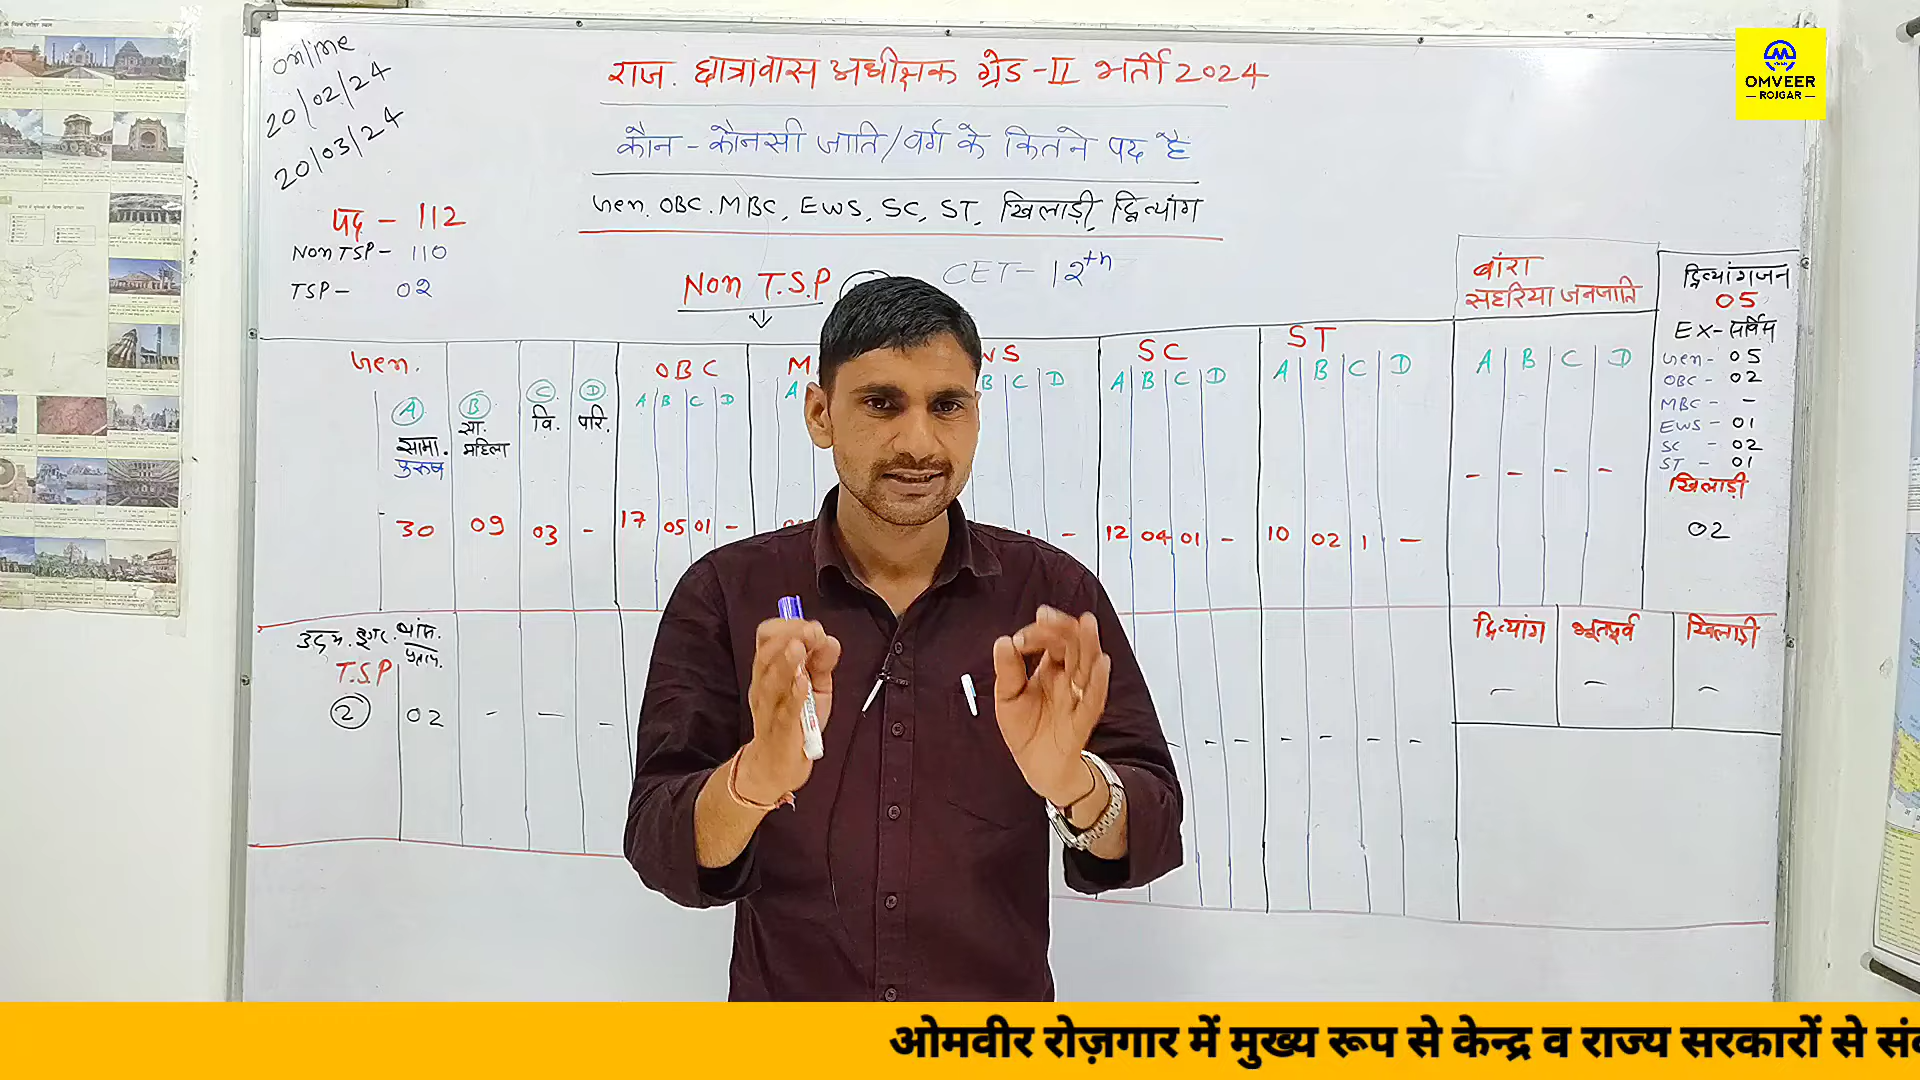 online
20/02/24
20/03/24
राज. छात्रावास अधीक्षक ग्रेड-II भर्ती 2024
कौन-कौनसी जाति/वर्ग के कितने पद है
Gen. OBC. MBC, EWS, SC, ST, खिलाड़ी, दिव्यांग
पद - 112
Non TSP - 110
TSP - 02
Non T.S.P
CET - 12th
OMVEER
ROJGAR
बांरा
सहरिया जनजाति
A B C D
- - - -
दिव्यांगजन
05
EX-सर्विस
Gen - 05
OBC - 02
MBC - -
EWS - 01
SC - 02
ST - 01
खिलाड़ी
02
Gen.
A B C D
सामा. पुरुष
सा. महिला
वि.
परि.
30 09 03 -
OBC
A B C D
17 05 01 -
M
A
WS
B C D
-
SC
A B C D
12 04 01 -
ST
A B C D
10 02 1 -
T.S.P
2
02 - - -
- - -
- - - -
दिव्यांग भूतपूर्व खिलाड़ी
- - -
ओमवीर रोज़गार में मुख्य रूप से केन्द्र व राज्य सरकारों से